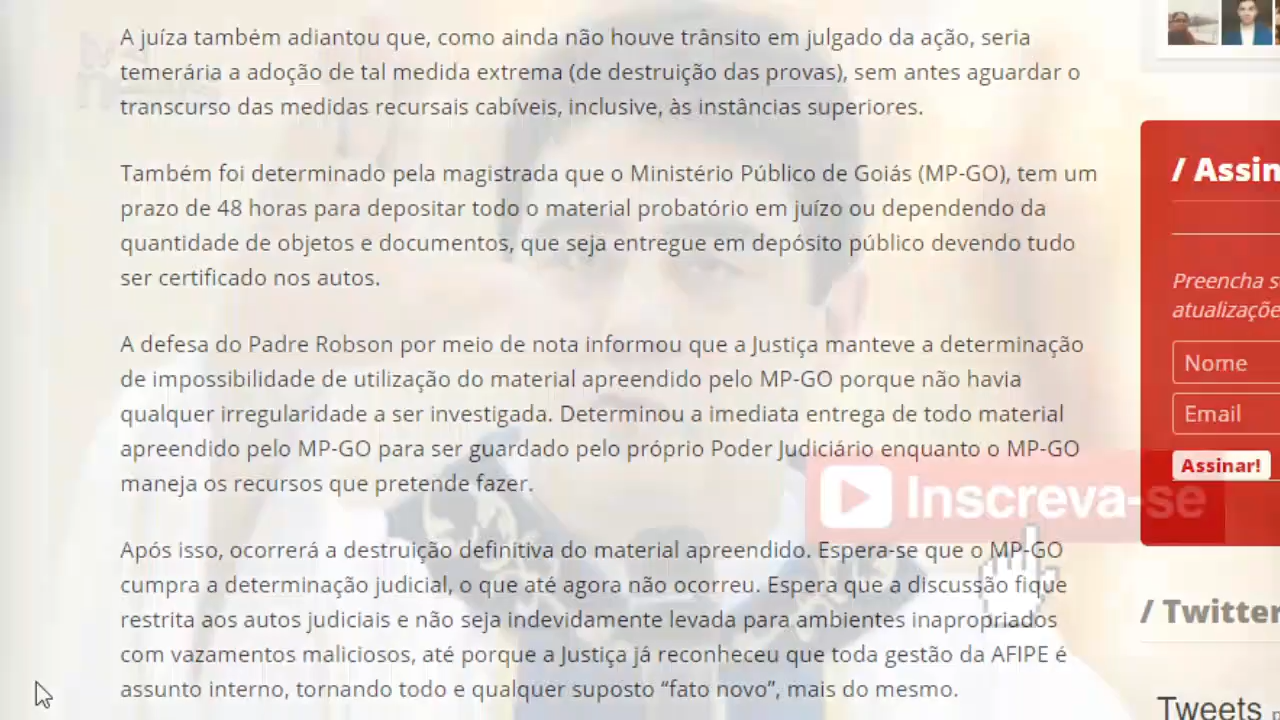 A juíza também adiantou que, como ainda não houve trânsito em julgado da ação, seria
temerária a adoção de tal medida extrema (de destruição das provas), sem antes aguardar o
transcurso das medidas recursais cabíveis, inclusive, às instâncias superiores.
Também foi determinado pela magistrada que o Ministério Público de Goiás (MP-GO), tem um
prazo de 48 horas para depositar todo o material probatório em juízo ou dependendo da
quantidade de objetos e documentos, que seja entregue em depósito público devendo tudo
ser certificado nos autos.
A defesa do Padre Robson por meio de nota informou que a Justiça manteve a determinação
de impossibilidade de utilização do material apreendido pelo MP-GO porque não havia
qualquer irregularidade a ser investigada. Determinou a imediata entrega de todo material
apreendido pelo MP-GO para ser guardado pelo próprio Poder Judiciário enquanto o MP-GO
maneja os recursos que pretende fazer.
Após isso, ocorrerá a destruição definitiva do material apreendido. Espera-se que o MP-GO
cumpra a determinação judicial, o que até agora não ocorreu. Espera que a discussão fique
restrita aos autos judiciais e não seja indevidamente levada para ambientes inapropriados
com vazamentos maliciosos, até porque a Justiça já reconheceu que toda gestão da AFIPE é
assunto interno, tornando todo e qualquer suposto “fato novo”, mais do mesmo.
Inscreva-se
/ Assin
Preencha s
atualizaçõe
Nome
Email
Assinar!
/ Twitter
Tweets